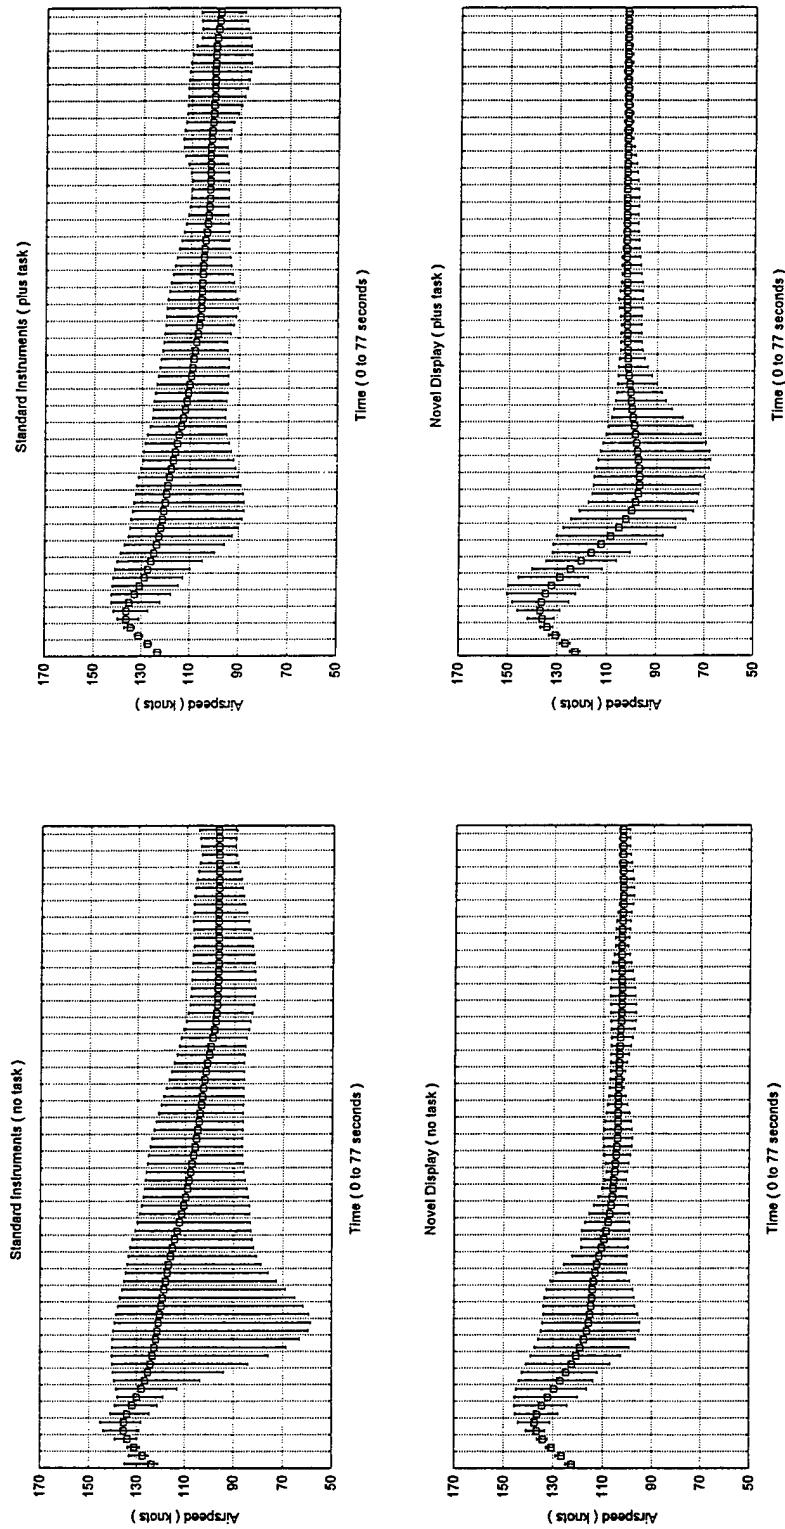 Standard Instruments ( no task )
Airspeed ( knots )
170
150
130
110
90
70
50
Time ( 0 to 77 seconds )
Standard Instruments ( plus task )
Airspeed ( knots )
170
150
130
110
90
70
50
Time ( 0 to 77 seconds )
Novel Display ( no task )
Airspeed ( knots )
170
150
130
110
90
70
50
Time ( 0 to 77 seconds )
Novel Display ( plus task )
Airspeed ( knots )
170
150
130
110
90
70
50
Time ( 0 to 77 seconds )